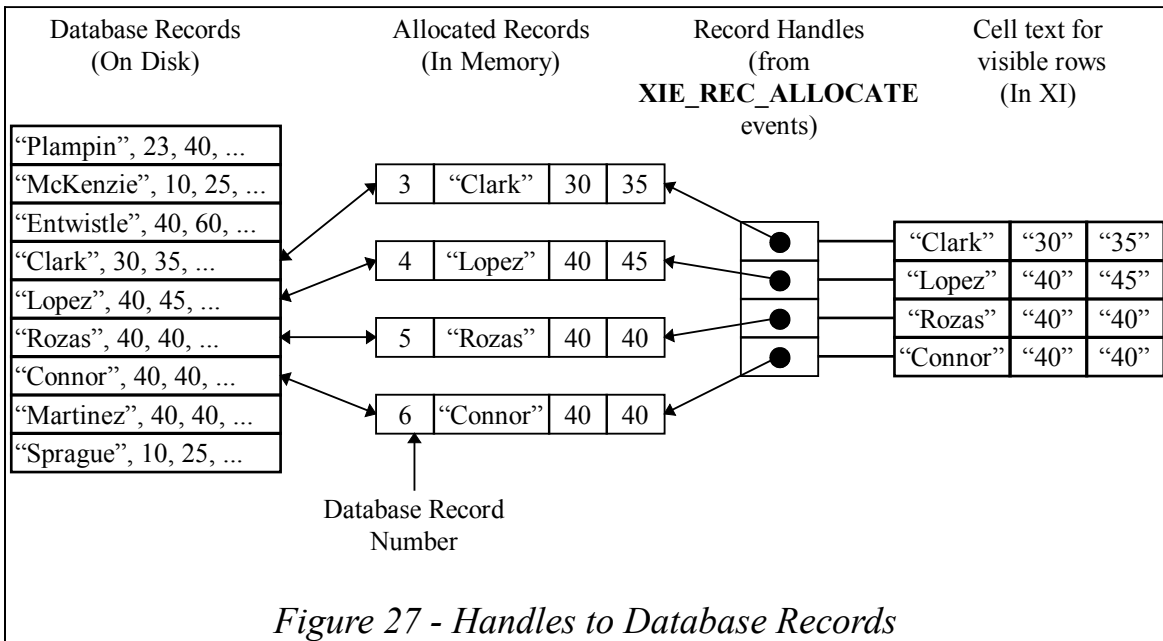 Database Records
(On Disk)
Allocated Records
(In Memory)
Record Handles
(from
XIE_REC_ALLOCATE
events)
Cell text for
visible rows
(In XI)
“Plampin”, 23, 40, ...
“McKenzie”, 10, 25, ...
“Entwistle”, 40, 60, ...
“Clark”, 30, 35, ...
“Lopez”, 40, 45, ...
“Rozas”, 40, 40, ...
“Connor”, 40, 40, ...
“Martinez”, 40, 40, ...
“Sprague”, 10, 25, ...
3 “Clark” 30 35
4 “Lopez” 40 45
5 “Rozas” 40 40
6 “Connor” 40 40
Database Record
Number
“Clark” “30” “35”
“Lopez” “40” “45”
“Rozas” “40” “40”
“Connor” “40” “40”
Figure 27 - Handles to Database Records